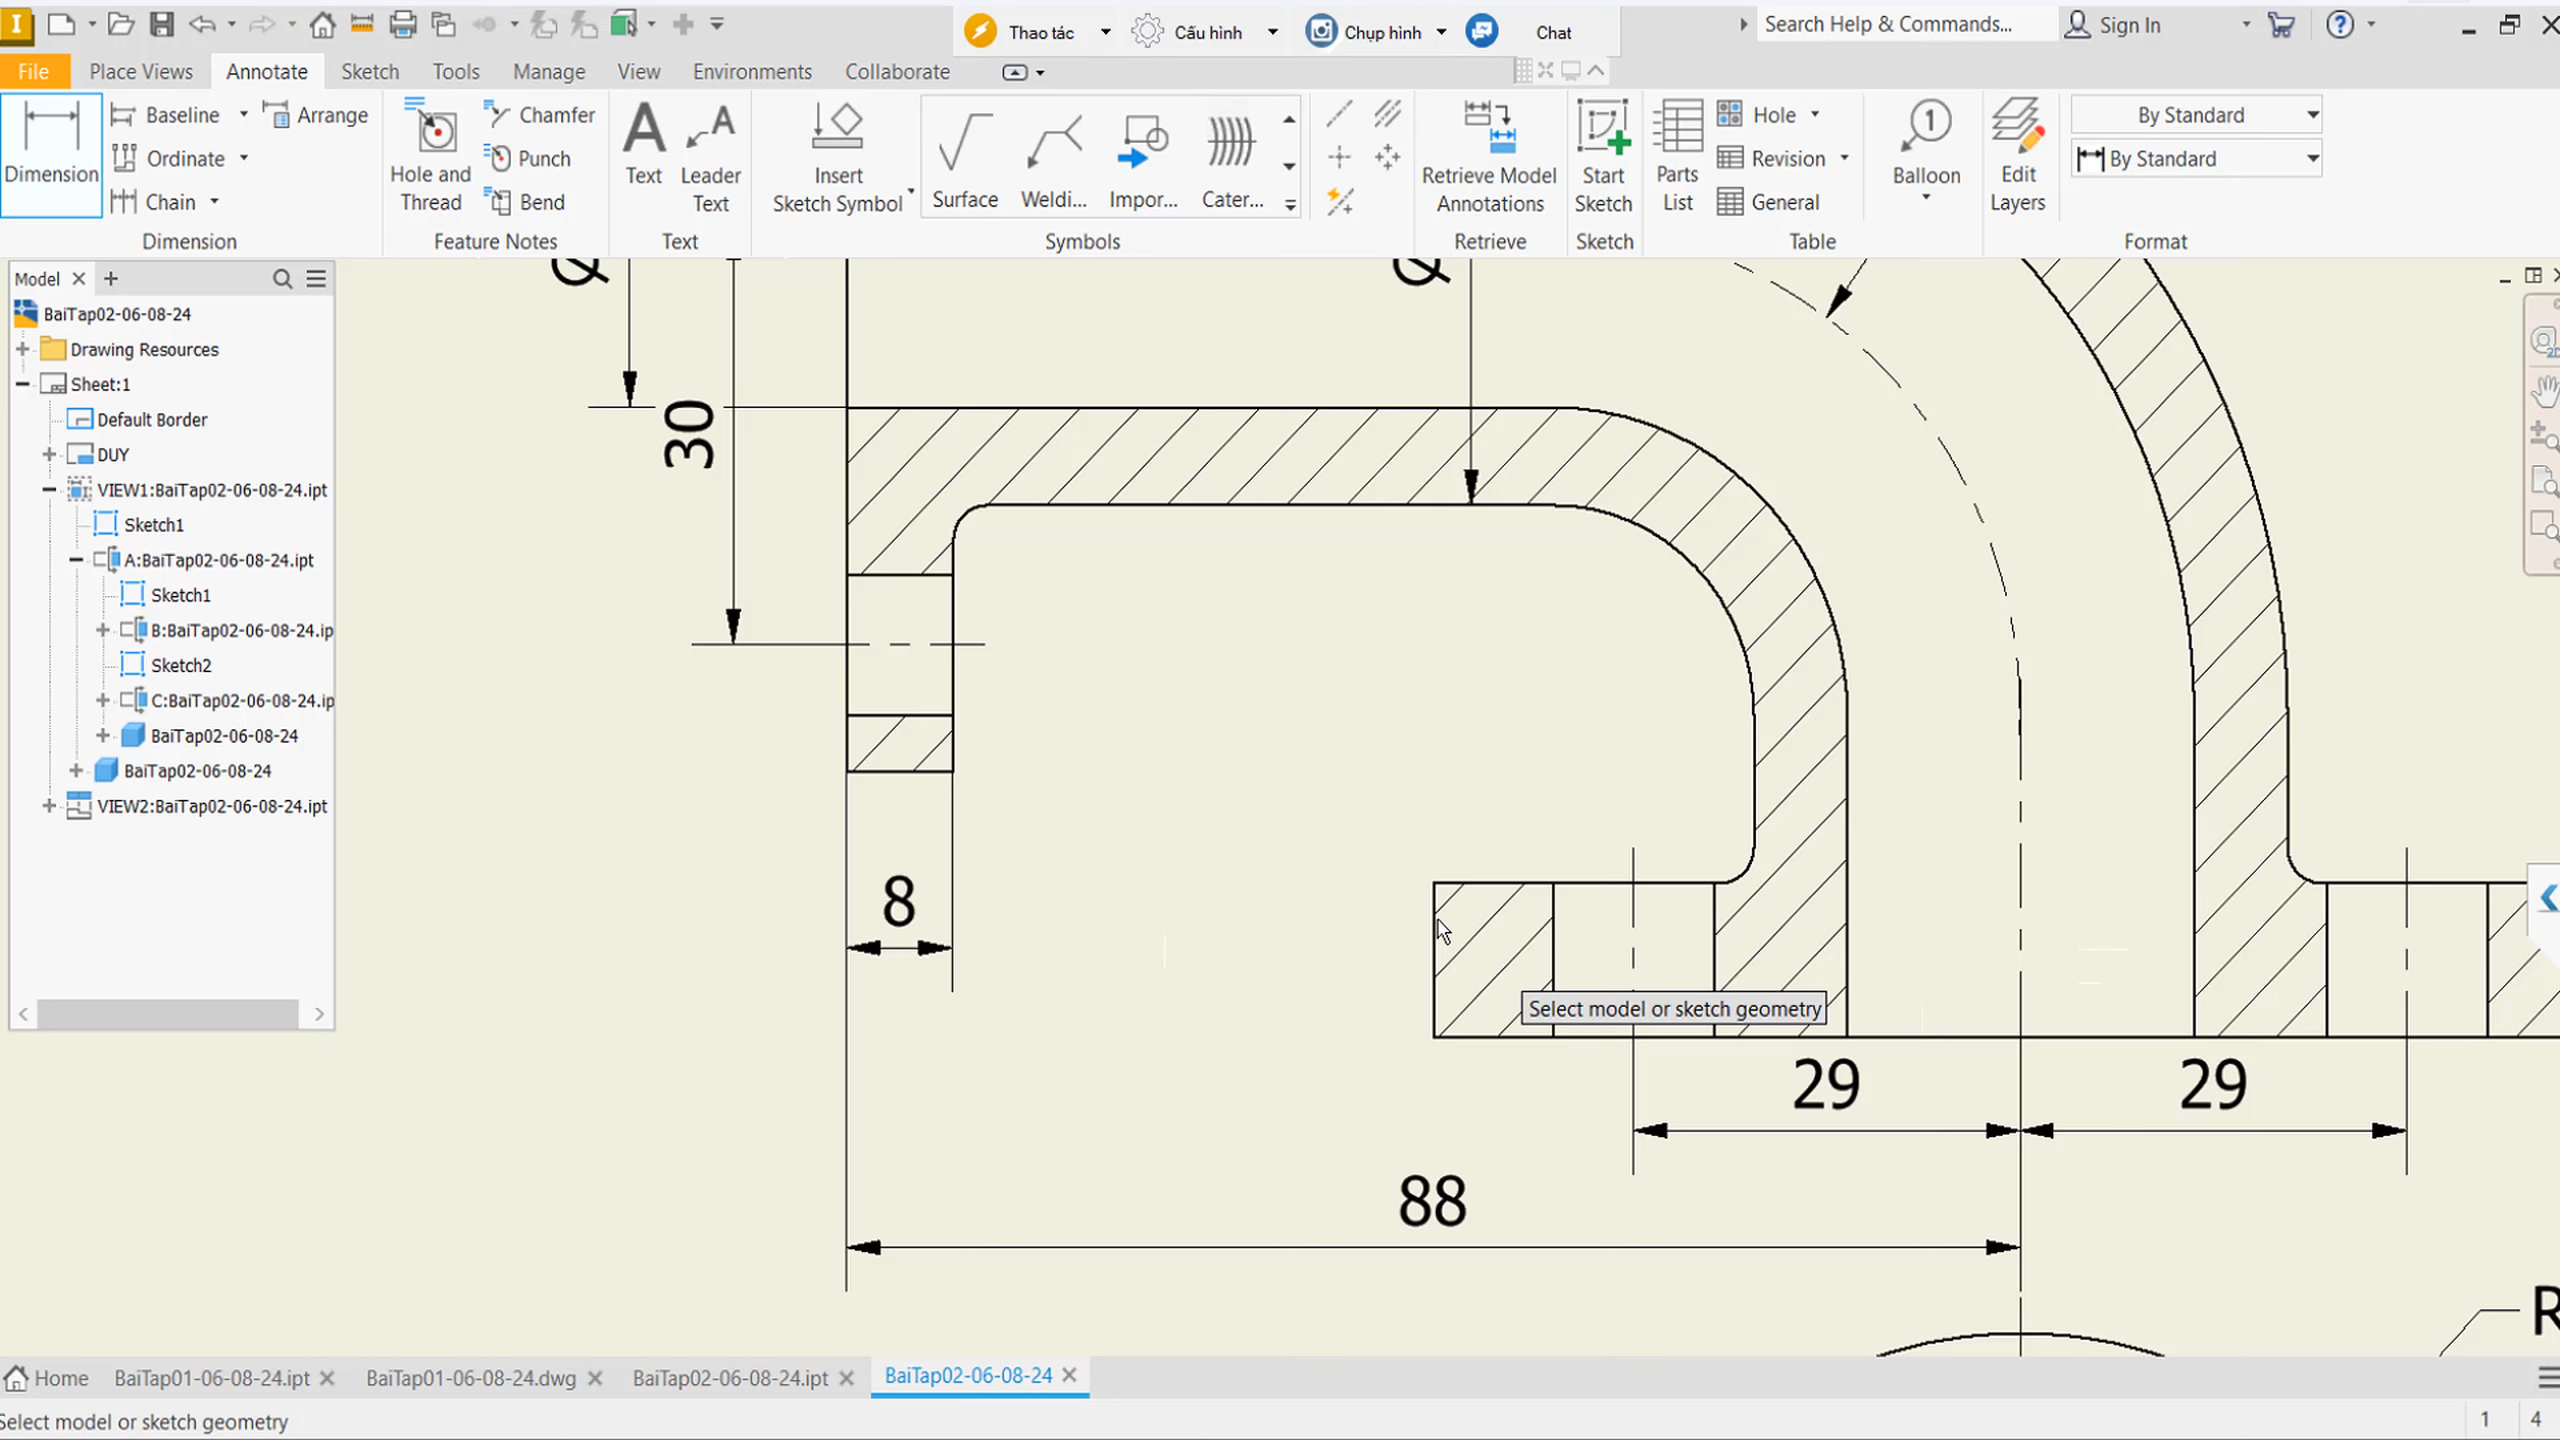 Thao tác
Cấu hình
Chụp hình
Chat
Search Help & Commands...
Sign In
File
Place Views
Annotate
Sketch
Tools
Manage
View
Environments
Collaborate
Dimension
Baseline
Ordinate
Chain
Arrange
Dimension
Hole and
Thread
Chamfer
Punch
Bend
Feature Notes
Text
Leader
Text
Text
Insert
Sketch Symbol
Surface
Weldi...
Impor...
Cater...
Symbols
Retrieve Model
Annotations
Retrieve
Start
Sketch
Sketch
Parts
List
Hole
Revision
General
Table
Balloon
Edit
Layers
By Standard
By Standard
Format
Model
BaiTap02-06-08-24
Drawing Resources
Sheet:1
Default Border
DUY
VIEW1:BaiTap02-06-08-24.ipt
Sketch1
A:BaiTap02-06-08-24.ipt
Sketch1
B:BaiTap02-06-08-24.ip
Sketch2
C:BaiTap02-06-08-24.ip
BaiTap02-06-08-24
BaiTap02-06-08-24
VIEW2:BaiTap02-06-08-24.ipt
30
8
Select model or sketch geometry
29
29
88
R
Home
BaiTap01-06-08-24.ipt
BaiTap01-06-08-24.dwg
BaiTap02-06-08-24.ipt
BaiTap02-06-08-24
Select model or sketch geometry
1
4